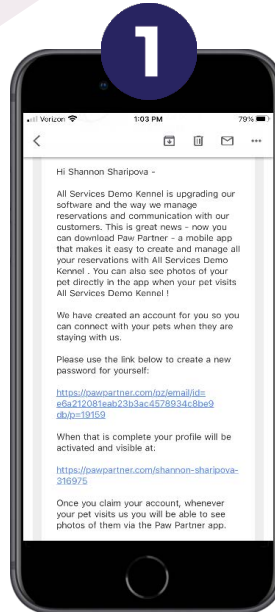 1
Verizon
1:03 PM
79%
Hi Shannon Sharipova -
All Services Demo Kennel is upgrading our
software and the way we manage
reservations and communication with our
customers. This is great news - now you
can download Paw Partner - a mobile app
that makes it easy to create and manage all
your reservations with All Services Demo
Kennel . You can also see photos of your
pet directly in the app when your pet visits
All Services Demo Kennel !
We have created an account for you so you
can connect with your pets when they are
staying with us.
Please use the link below to create a new
password for yourself:
https://pawpartner.com/pz/email/id=
e6a212081eab23b3ac4578934c8be9
db/p=19159
When that is complete your profile will be
activated and visible at:
https://pawpartner.com/shannon-sharipova-
316975
Once you claim your account, whenever
your pet visits us you will be able to see
photos of them via the Paw Partner app.